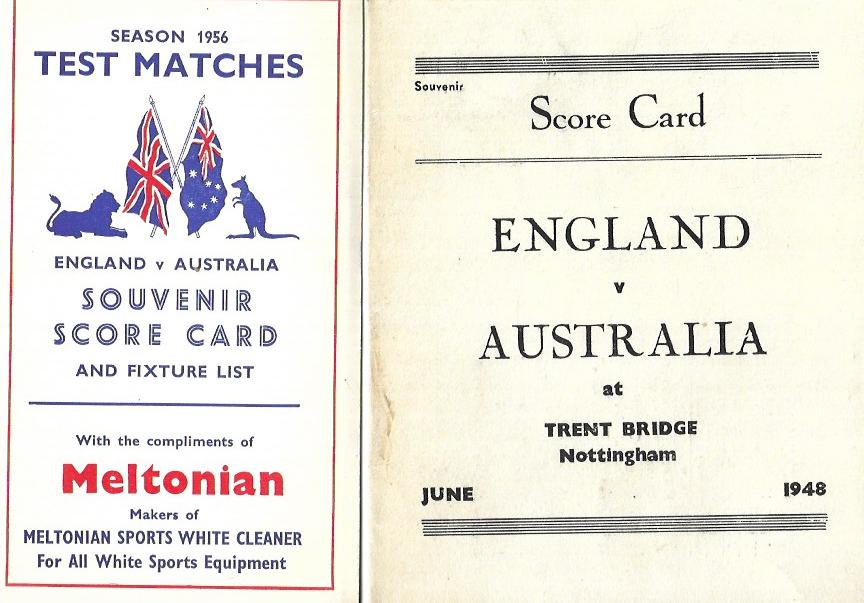 SEASON 1956
TEST MATCHES
ENGLAND v AUSTRALIA
SOUVENIR
SCORE CARD
AND FIXTURE LIST
With the compliments of
Meltonian
Makers of
MELTONIAN SPORTS WHITE CLEANER
For All White Sports Equipment
Souvenir
Score Card
ENGLAND
v
AUSTRALIA
at
TRENT BRIDGE
Nottingham
JUNE 1948